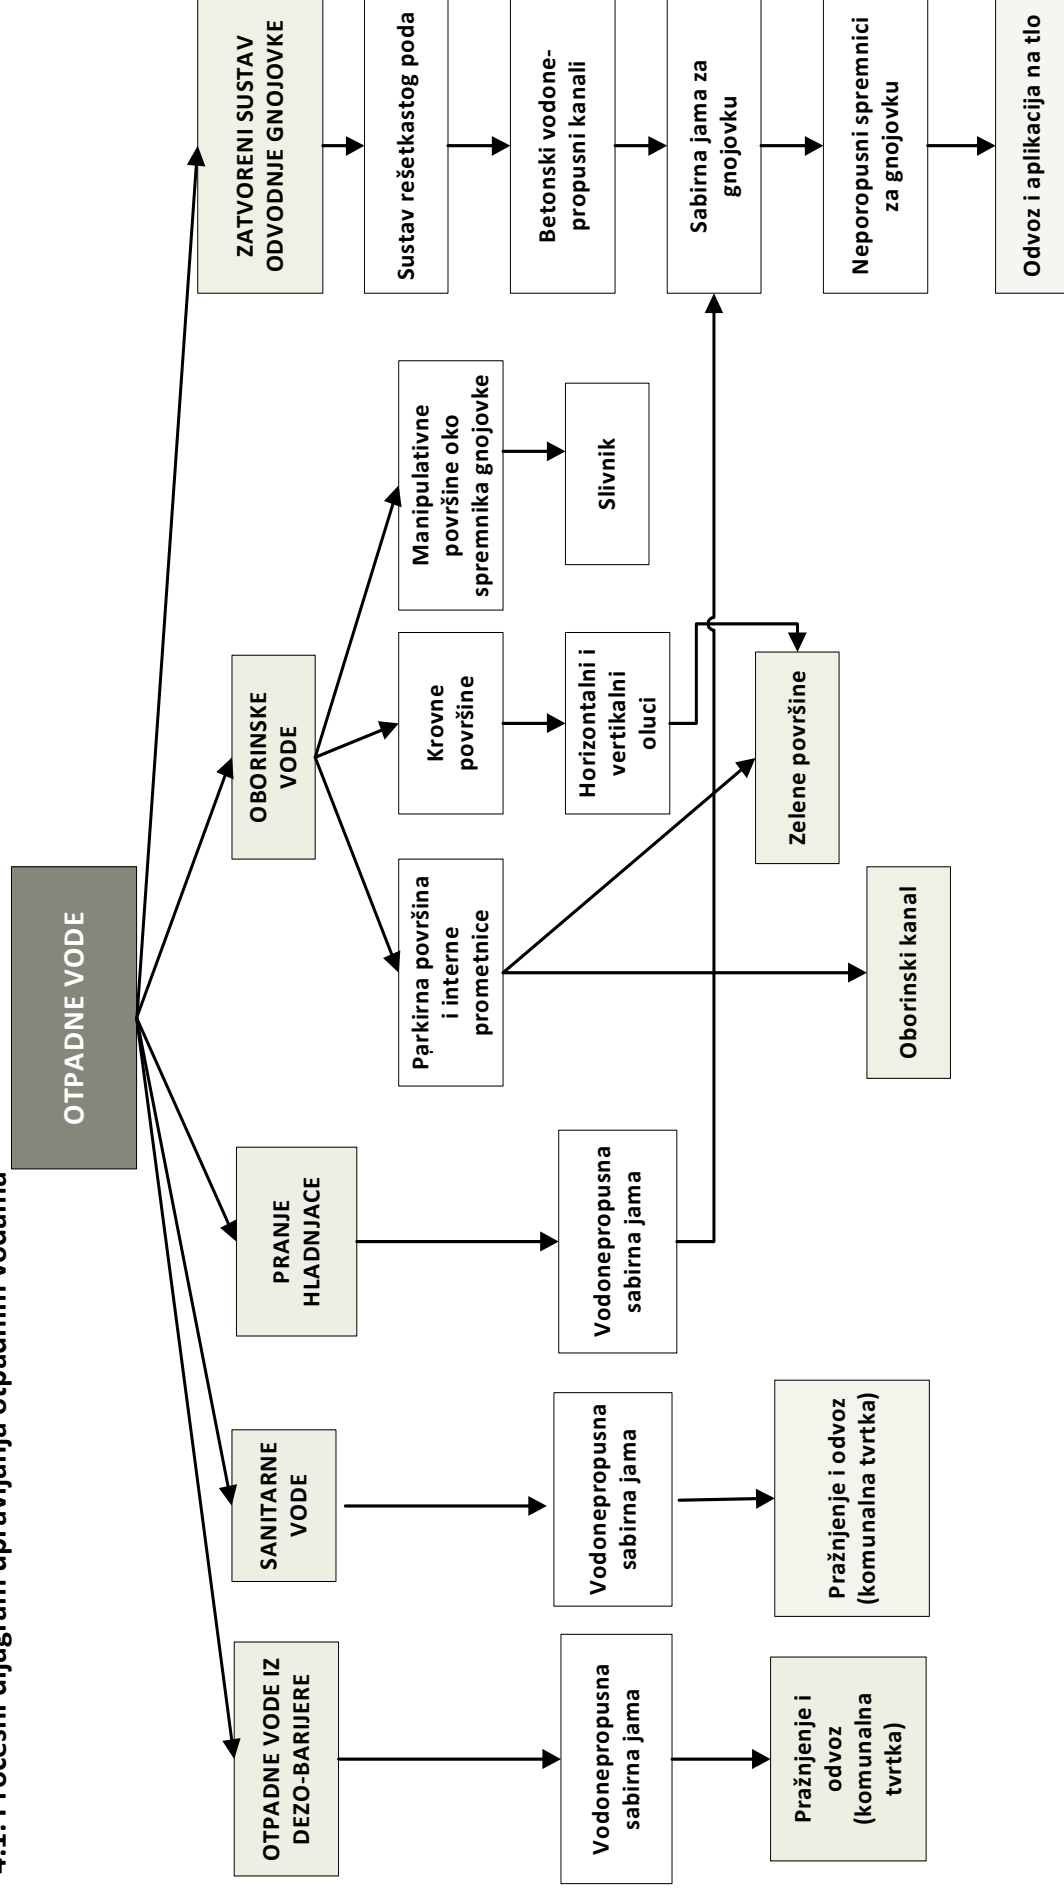 4.1. Procesni dijagram upravljanja otpadnim vodama
OTPADNE VODE
OTPADNE VODE IZ
DEZO-BARIJERE
Vodonepropusna
sabirna jama
Pražnjenje i
odvoz
(komunalna
tvrtka)
SANITARNE
VODE
Vodonepropusna
sabirna jama
Pražnjenje i odvoz
(komunalna tvrtka)
PRANJE
HLADNJACE
Vodonepropusna
sabirna jama
OBORINSKE
VODE
Parkirna površina
i interne
prometnice
Oborinski kanal
Krovne
površine
Horizontalni i
vertikalni
oluci
Zelene površine
Manipulativne
površine oko
spremnika gnojovke
Slivnik
ZATVORENI SUSTAV
ODVODNJE GNOJOVKE
Sustav rešetkastog poda
Betonski vodone-
propusni kanali
Sabirna jama za
gnojovku
Neporopusni spremnici
za gnojovku
Odvoz i aplikacija na tlo